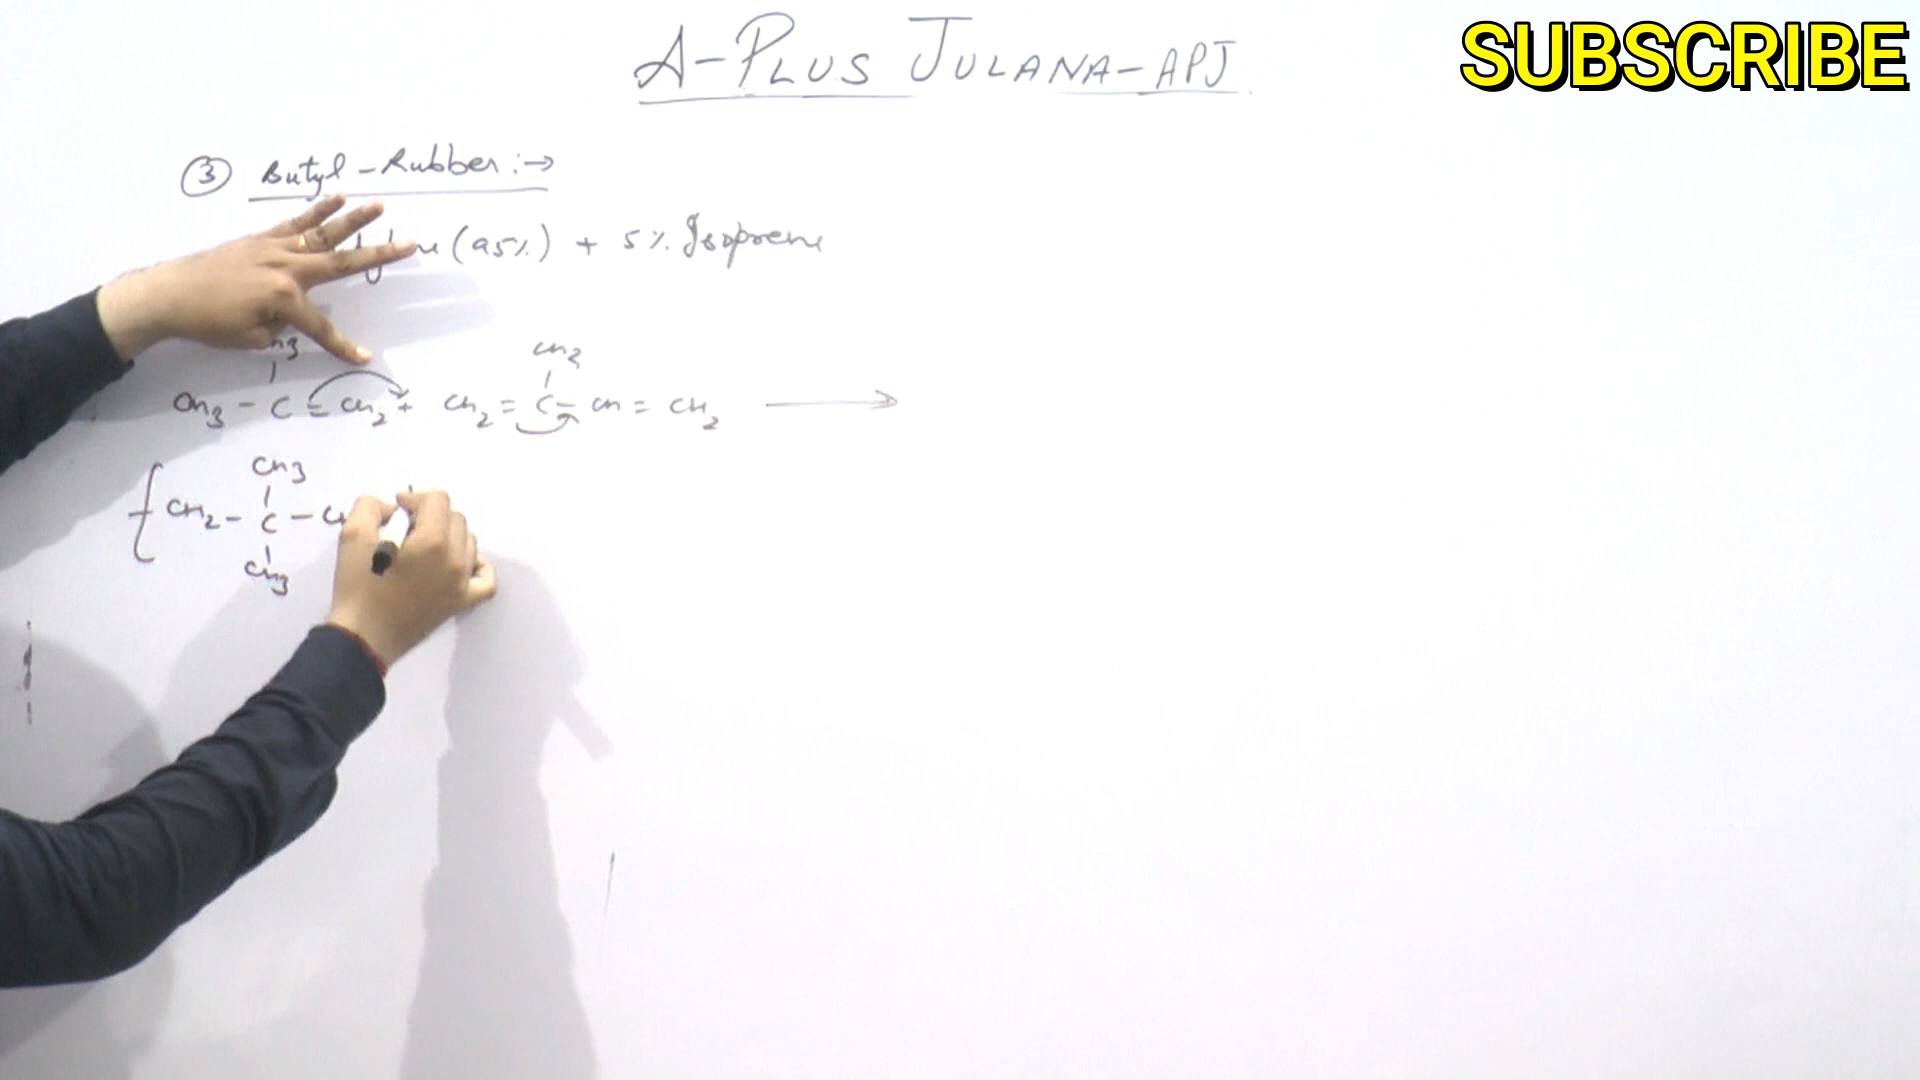 A-PLUS JULANA-APJ
SUBSCRIBE
③ Butyl-Rubber:→
(95%) + 5% Isoprene
CH3
CH3 - C = CH2 + CH2 = C - CH = CH2 →
CH3
CH2 - C -
CH3